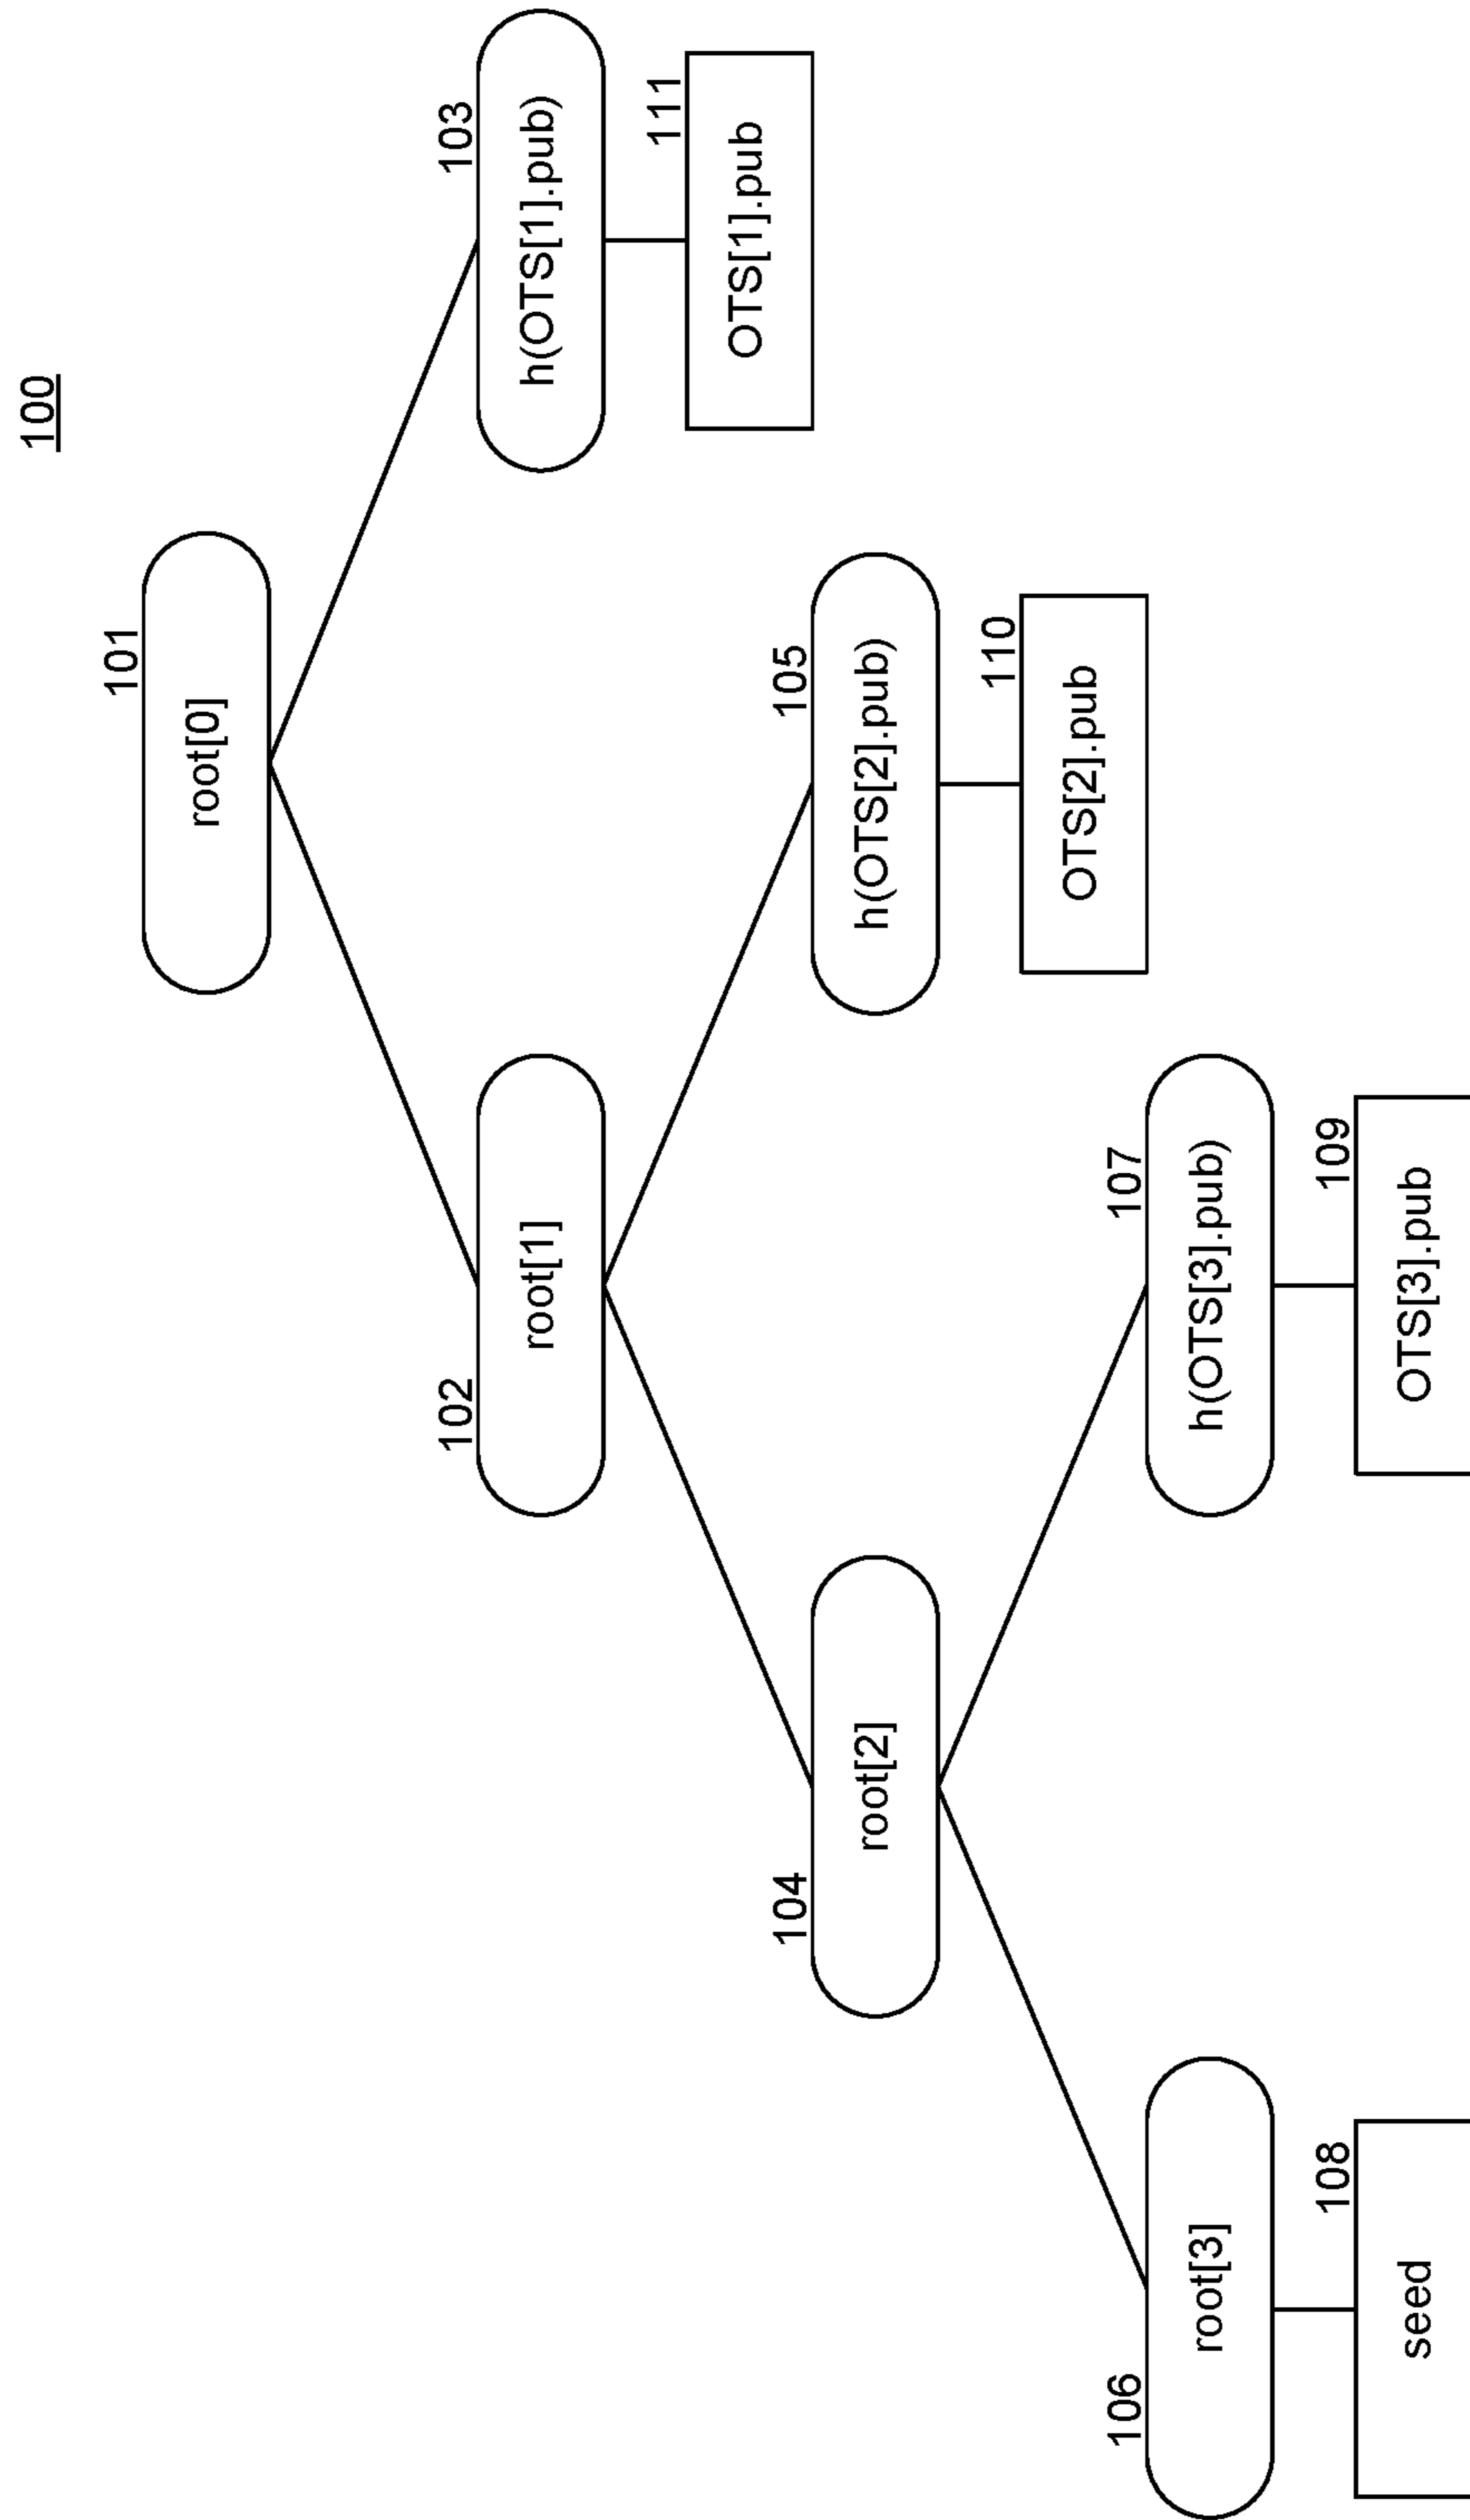 100
101
root[0]
102
root[1]
103
h(OTS[1].pub)
111
OTS[1].pub
104
root[2]
105
h(OTS[2].pub)
110
OTS[2].pub
106
root[3]
107
h(OTS[3].pub)
108
seed
109
OTS[3].pub